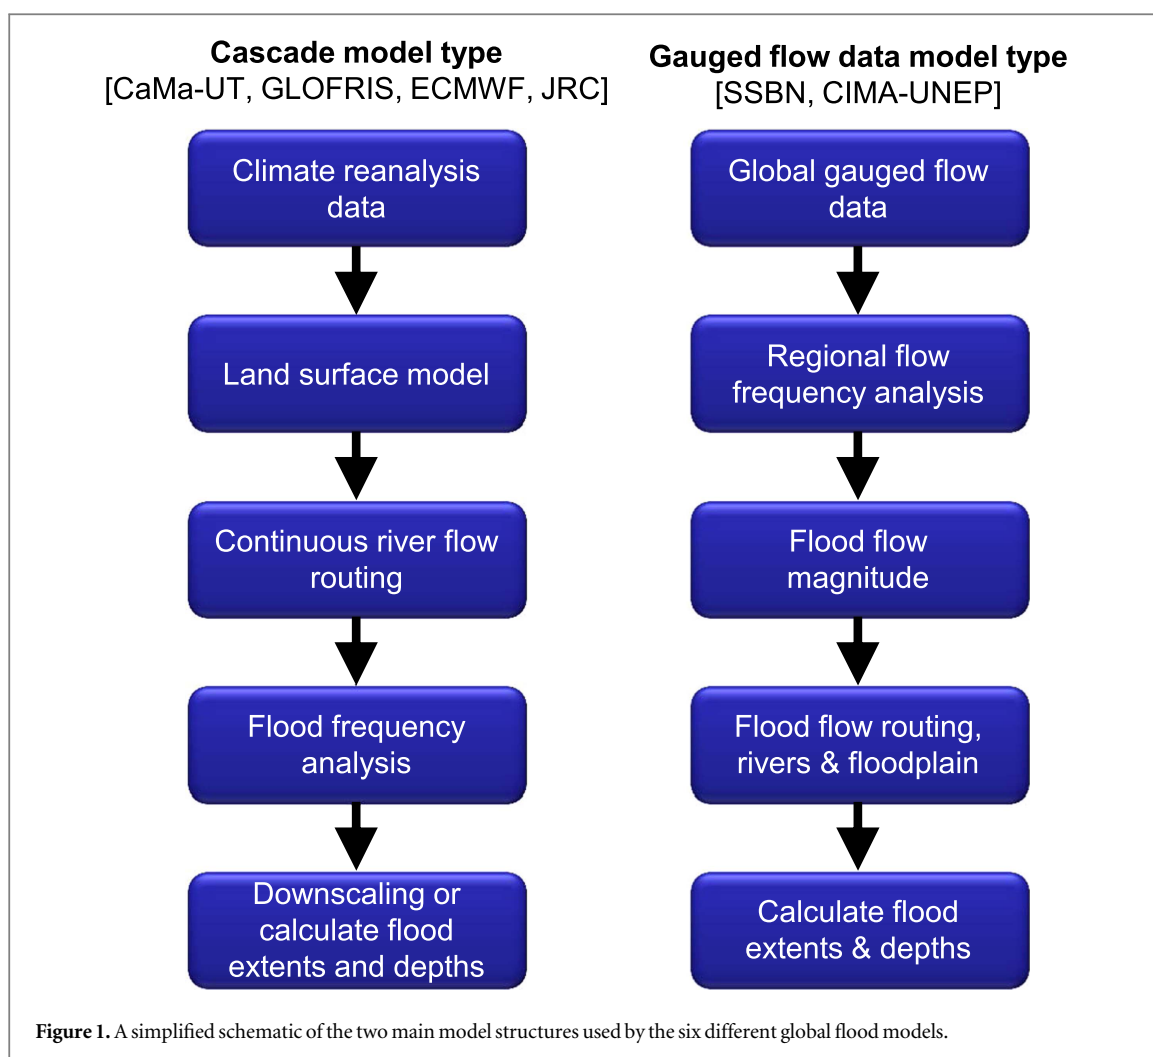 Cascade model type
[CaMa-UT, GLOFRIS, ECMWF, JRC]
Climate reanalysis
data
Land surface model
Continuous river flow
routing
Flood frequency
analysis
Downscaling or
calculate flood
extents and depths
Gauged flow data model type
[SSBN, CIMA-UNEP]
Global gauged flow
data
Regional flow
frequency analysis
Flood flow
magnitude
Flood flow routing,
rivers & floodplain
Calculate flood
extents & depths
Figure 1. A simplified schematic of the two main model structures used by the six different global flood models.